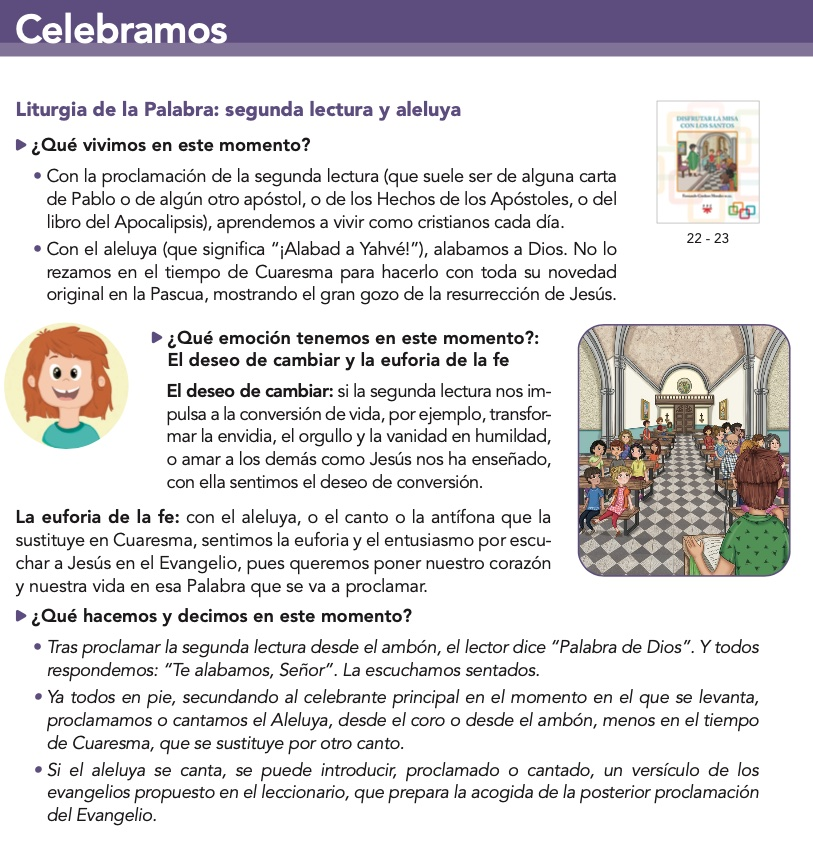 Celebramos
Liturgia de la Palabra: segunda lectura y aleluya
¿Qué vivimos en este momento?
• Con la proclamación de la segunda lectura (que suele ser de alguna carta
de Pablo o de algún otro apóstol, o de los Hechos de los Apóstoles, o del
libro del Apocalipsis), aprendemos a vivir como cristianos cada día.
• Con el aleluya (que significa “¡Alabad a Yahvé!”), alabamos a Dios. No lo
rezamos en el tiempo de Cuaresma para hacerlo con toda su novedad
original en la Pascua, mostrando el gran gozo de la resurrección de Jesús.
DISFRUTAR LA MISA
CON LOS SANTOS
22 - 23
¿Qué emoción tenemos en este momento?:
El deseo de cambiar y la euforia de la fe
El deseo de cambiar: si la segunda lectura nos im-
pulsa a la conversión de vida, por ejemplo, transfor-
mar la envidia, el orgullo y la vanidad en humildad,
o amar a los demás como Jesús nos ha enseñado,
con ella sentimos el deseo de conversión.
La euforia de la fe: con el aleluya, o el canto o la antífona que la
sustituye en Cuaresma, sentimos la euforia y el entusiasmo por escu-
char a Jesús en el Evangelio, pues queremos poner nuestro corazón
y nuestra vida en esa Palabra que se va a proclamar.
¿Qué hacemos y decimos en este momento?
• Tras proclamar la segunda lectura desde el ambón, el lector dice “Palabra de Dios”. Y todos
respondemos: “Te alabamos, Señor”. La escuchamos sentados.
• Ya todos en pie, secundando al celebrante principal en el momento en el que se levanta,
proclamamos o cantamos el Aleluya, desde el coro o desde el ambón, menos en el tiempo
de Cuaresma, que se sustituye por otro canto.
• Si el aleluya se canta, se puede introducir, proclamado o cantado, un versículo de los
evangelios propuesto en el leccionario, que prepara la acogida de la posterior proclamación
del Evangelio.